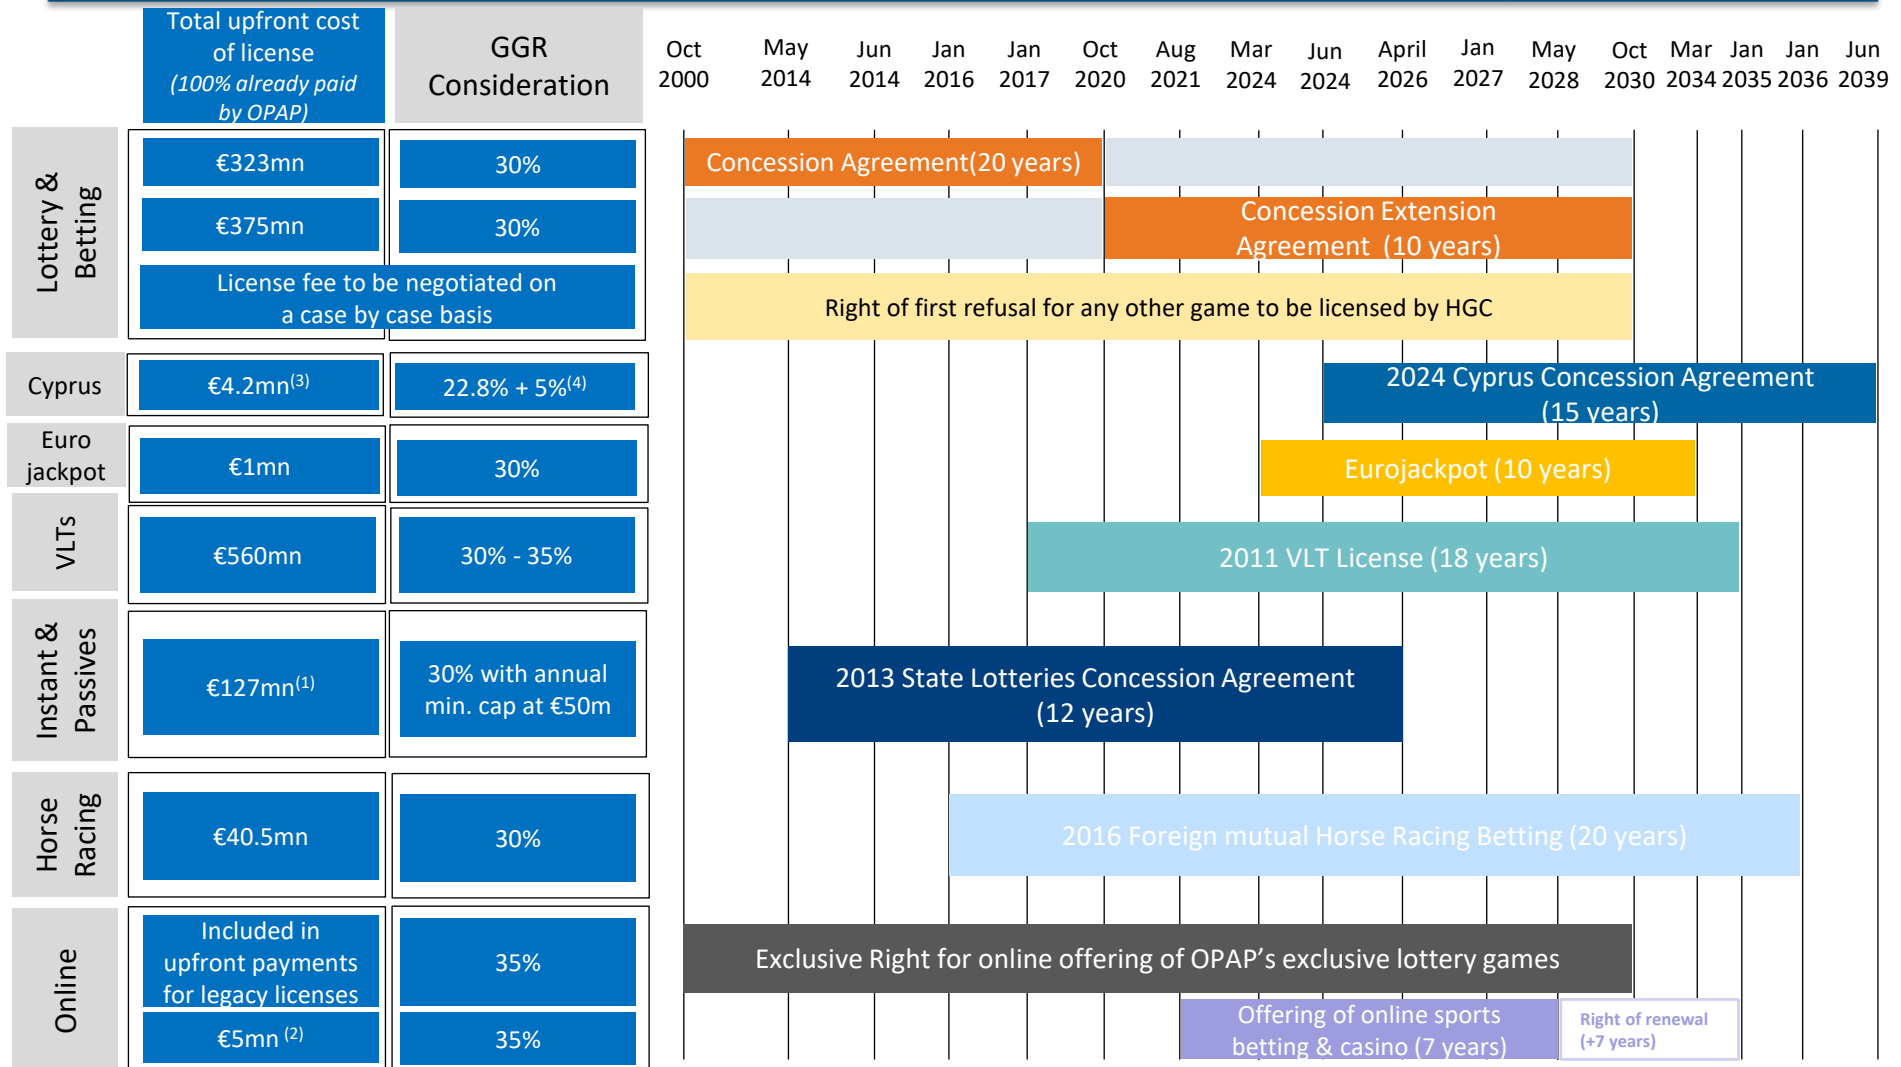 Total upfront cost
of license
(100% already paid
by OPAP)
GGR
Consideration
Oct
2000
May
2014
Jun
2014
Jan
2016
Jan
2017
Oct
2020
Aug
2021
Mar
2024
Jun
2024
April
2026
Jan
2027
May
2028
Oct
2030
Mar
2034
Jan
2035
Jan
2036
Jun
2039
Lottery &
Betting
€323mn
30%
Concession Agreement(20 years)
€375mn
30%
Concession Extension
Agreement (10 years)
License fee to be negotiated on
a case by case basis
Right of first refusal for any other game to be licensed by HGC
Cyprus
€4.2mn(3)
22.8% + 5%(4)
2024 Cyprus Concession Agreement
(15 years)
Euro
jackpot
€1mn
30%
Eurojackpot (10 years)
VLTs
€560mn
30% - 35%
2011 VLT License (18 years)
Instant &
Passives
€127mn(1)
30% with annual
min. cap at €50m
2013 State Lotteries Concession Agreement
(12 years)
Horse
Racing
€40.5mn
30%
2016 Foreign mutual Horse Racing Betting (20 years)
Online
Included in
upfront payments
for legacy licenses
35%
Exclusive Right for online offering of OPAP’s exclusive lottery games
€5mn (2)
35%
Offering of online sports
betting & casino (7 years)
Right of renewal
(+7 years)